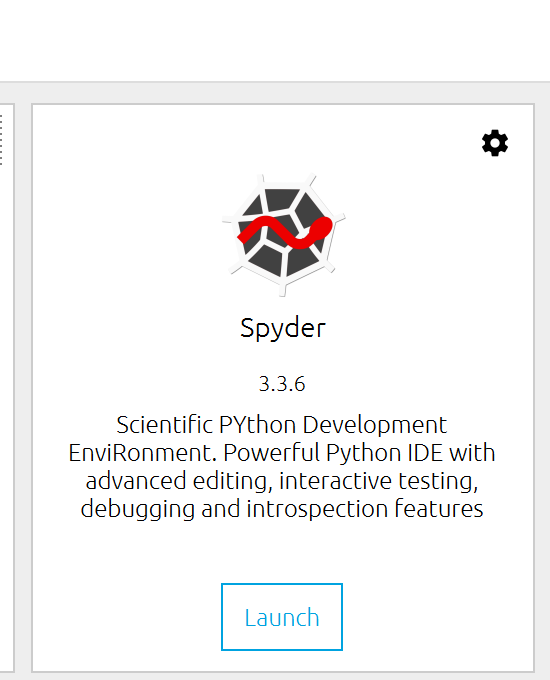 Spyder
3.3.6
Scientific PYthon Development
EnviRonment. Powerful Python IDE with
advanced editing, interactive testing,
debugging and introspection features
Launch